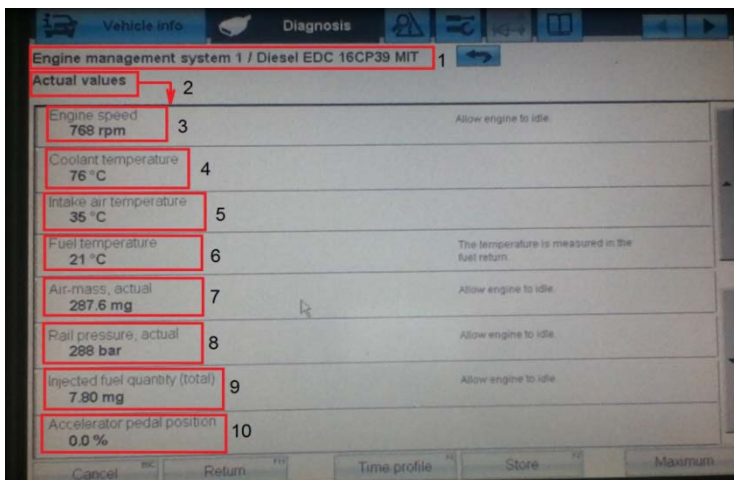 Vehicle info
Diagnosis
Engine management system 1 / Diesel EDC 16CP39 MIT
1
Actual values
2
Engine speed
768 rpm
3
Allow engine to idle.
Coolant temperature
76 °C
4
Intake air temperature
35 °C
5
Fuel temperature
21 °C
6
The temperature is measured in the
fuel return.
Air-mass, actual
287.6 mg
7
Allow engine to idle.
Rail pressure, actual
288 bar
8
Allow engine to idle.
Injected fuel quantity (total)
7.80 mg
9
Allow engine to idle.
Accelerator pedal position
0.0 %
10
Cancel
ESC
Return
F11
Time profile
Store
Maximum